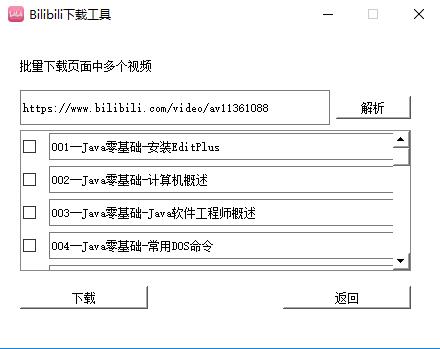 Bilibili下载工具
批量下载页面中多个视频
https://www.bilibili.com/video/av11361088 解析
001—Java零基础-安装EditPlus
002—Java零基础-计算机概述
003—Java零基础-Java软件工程师概述
004—Java零基础-常用DOS命令
下载 返回